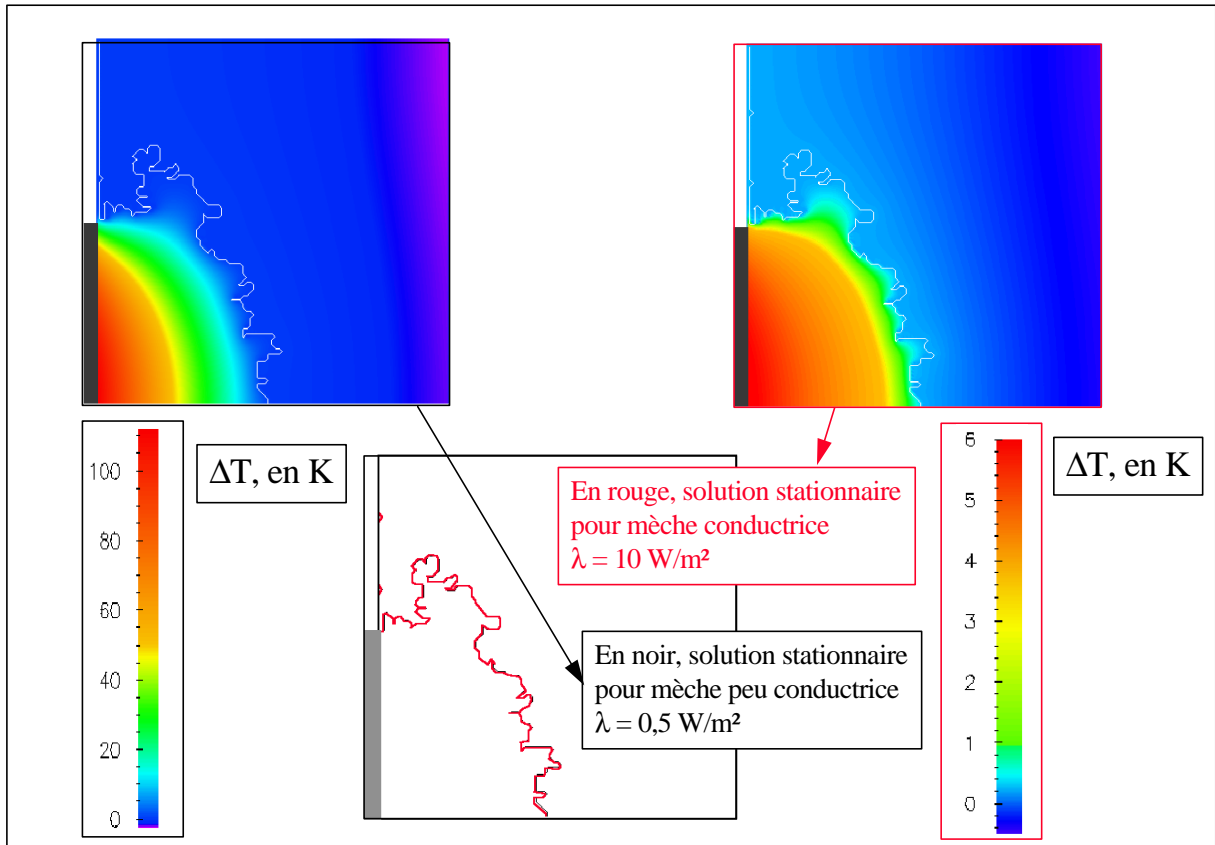 100
80
60
40
20
0
ΔT, en K
En rouge, solution stationnaire
pour mèche conductrice
λ = 10 W/m²
En noir, solution stationnaire
pour mèche peu conductrice
λ = 0,5 W/m²
6
5
4
3
2
1
0
ΔT, en K